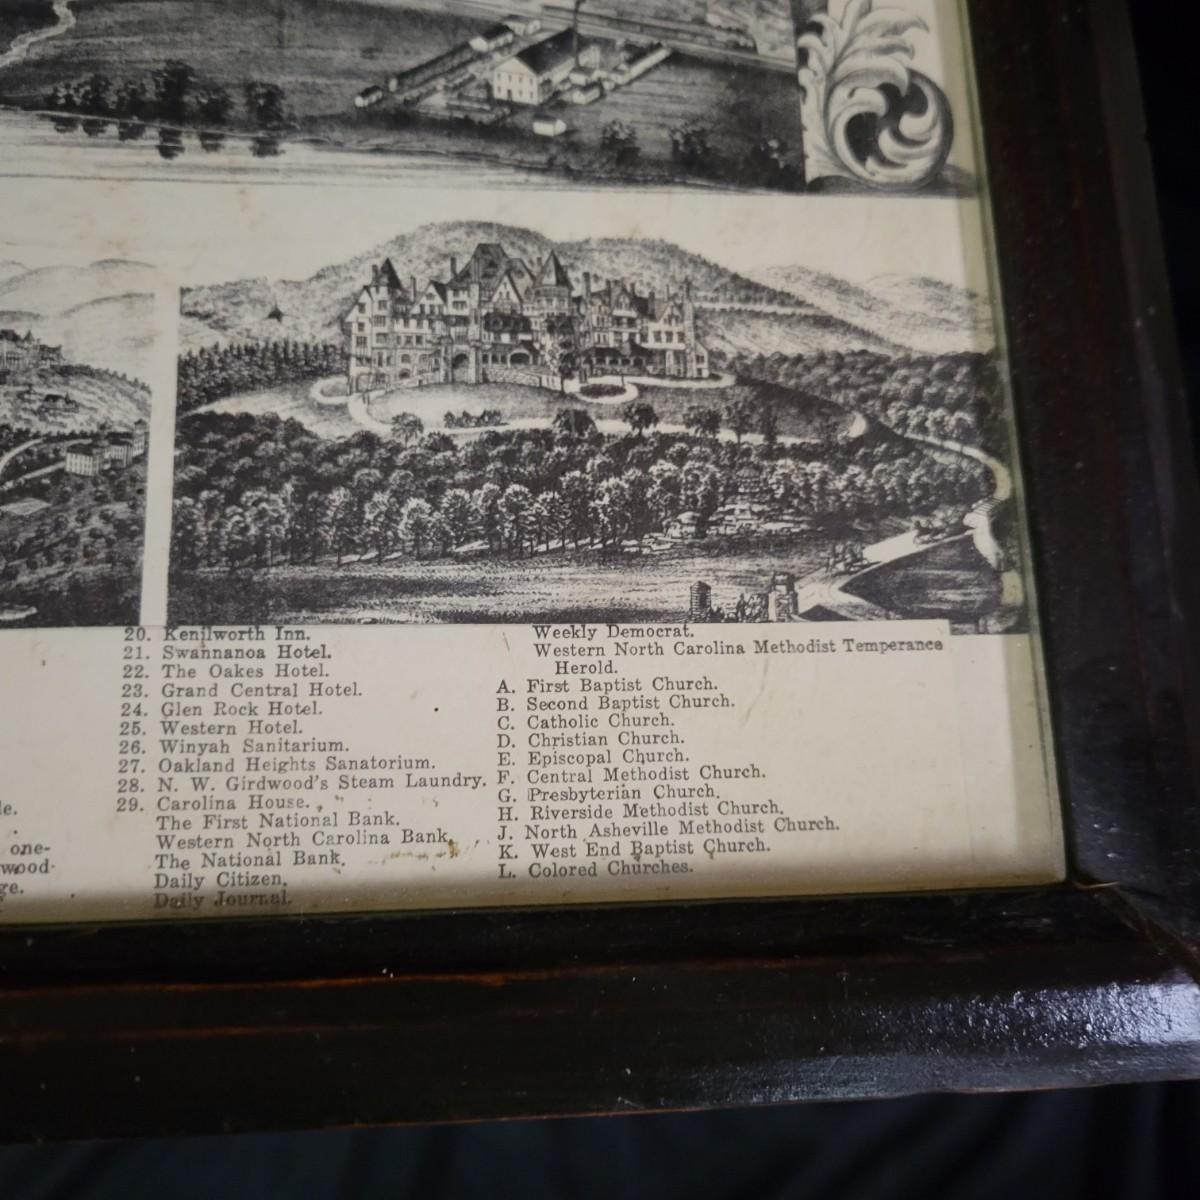 le.
one-
wood-
ge.
20. Kenilworth Inn.
21. Swannanoa Hotel.
22. The Oakes Hotel.
23. Grand Central Hotel.
24. Glen Rock Hotel.
25. Western Hotel.
26. Winyah Sanitarium.
27. Oakland Heights Sanatorium.
28. N. W. Girdwood's Steam Laundry.
29. Carolina House.
The First National Bank.
Western North Carolina Bank.
The National Bank.
Daily Citizen.
Daily Journal.
Weekly Democrat.
Western North Carolina Methodist Temperance
Herold.
A. First Baptist Church.
B. Second Baptist Church.
C. Catholic Church.
D. Christian Church.
E. Episcopal Church.
F. Central Methodist Church.
G. Presbyterian Church.
H. Riverside Methodist Church.
J. North Asheville Methodist Church.
K. West End Baptist Church.
L. Colored Churches.